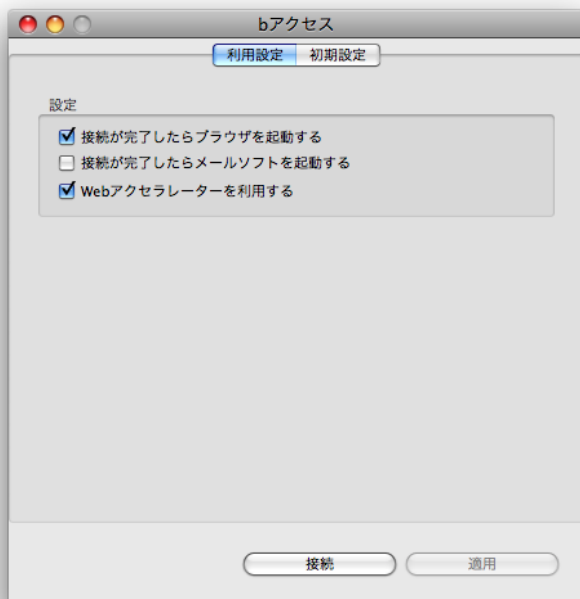 bアクセス
利用設定 初期設定
設定
接続が完了したらブラウザを起動する
接続が完了したらメールソフトを起動する
Webアクセラレーターを利用する
接続 適用